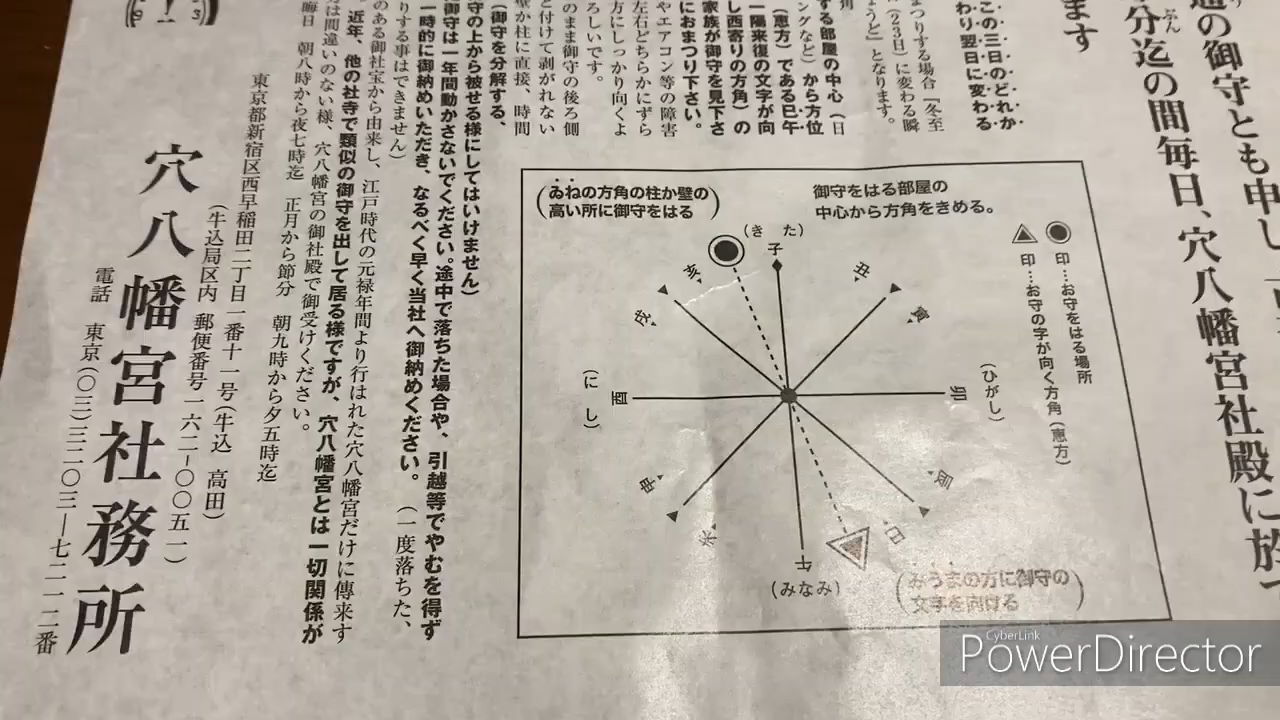 通の御守とも申し
分迄の間毎日、穴八幡宮社殿に於
ぶん
ます
この三日のどれか
わり翌日に変わる
まつりする場合「冬至
(23日)に変わる瞬
ょうど」となります。
する部屋の中心(日
ングなど)から方位
(恵方)である巳午
し西寄りの方角)の
一陽来復の文字が向
家族が御守を見下さ
におまつり下さい。
やエアコン等の障害
左右どちらかにずら
方にしっかり向くよ
ろしいです。
のまま御守の後ろ側
と付けて剥がれない
壁か柱に直接、時間
(御守を分解する、
守の上から被せる様にしてはいけません)
御守は一年間動かさないでください。途中で落ちた場合や、引越等でやむを得ず
一時的に御納めいただき、なるべく早く当社へ御納めください。(一度落ちた、
りする事はできません)
のある御社宝から由来し、江戸時代の元禄年間より行はれた穴八幡宮だけに傳来す
近年、他の社寺で類似の御守を出して居る様ですが、穴八幡宮とは一切関係が
は間違いのない様、穴八幡宮の御社殿で御受けください。
晦日 朝八時から夜七時迄 正月から節分 朝九時から夕五時迄
東京都新宿区西早稲田二丁目一番十一号(牛込 高田)
(牛込局区内 郵便番号一六二―〇〇五一)
穴八幡宮社務所
電話 東京(〇三)三二〇三―七二一二番
御守をはる部屋の
中心から方角をきめる。
(ゐねの方角の柱か壁の
高い所に御守をはる)
◉印…お守をはる場所
▲印…お守の字が向く方角(恵方)
(きた)
子
丑
寅
卯
(ひがし)
辰
巳
午
(みなみ)
未
申
酉
(にし)
戌
亥
(みうまの方に御守の
文字を向ける)
CyberLink
PowerDirector